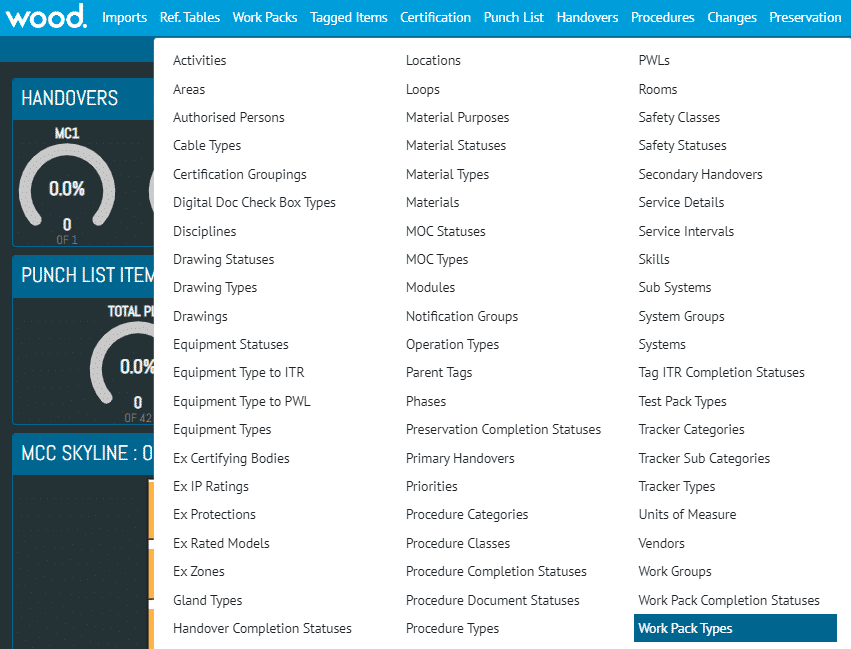 wood.
Imports Ref. Tables Work Packs Tagged Items Certification Punch List Handovers Procedures Changes Preservation
HANDOVERS
MC1
0.0%
0
OF 1
PUNCH LIST ITEM
TOTAL
0.0%
0
OF 42
MCC SKYLINE : 0
Activities
Areas
Authorised Persons
Cable Types
Certification Groupings
Digital Doc Check Box Types
Disciplines
Drawing Statuses
Drawing Types
Drawings
Equipment Statuses
Equipment Type to ITR
Equipment Type to PWL
Equipment Types
Ex Certifying Bodies
Ex IP Ratings
Ex Protections
Ex Rated Models
Ex Zones
Gland Types
Handover Completion Statuses
Locations
Loops
Material Purposes
Material Statuses
Material Types
Materials
MOC Statuses
MOC Types
Modules
Notification Groups
Operation Types
Parent Tags
Phases
Preservation Completion Statuses
Primary Handovers
Priorities
Procedure Categories
Procedure Classes
Procedure Completion Statuses
Procedure Document Statuses
Procedure Types
PWLs
Rooms
Safety Classes
Safety Statuses
Secondary Handovers
Service Details
Service Intervals
Skills
Sub Systems
System Groups
Systems
Tag ITR Completion Statuses
Test Pack Types
Tracker Categories
Tracker Sub Categories
Tracker Types
Units of Measure
Vendors
Work Groups
Work Pack Completion Statuses
Work Pack Types